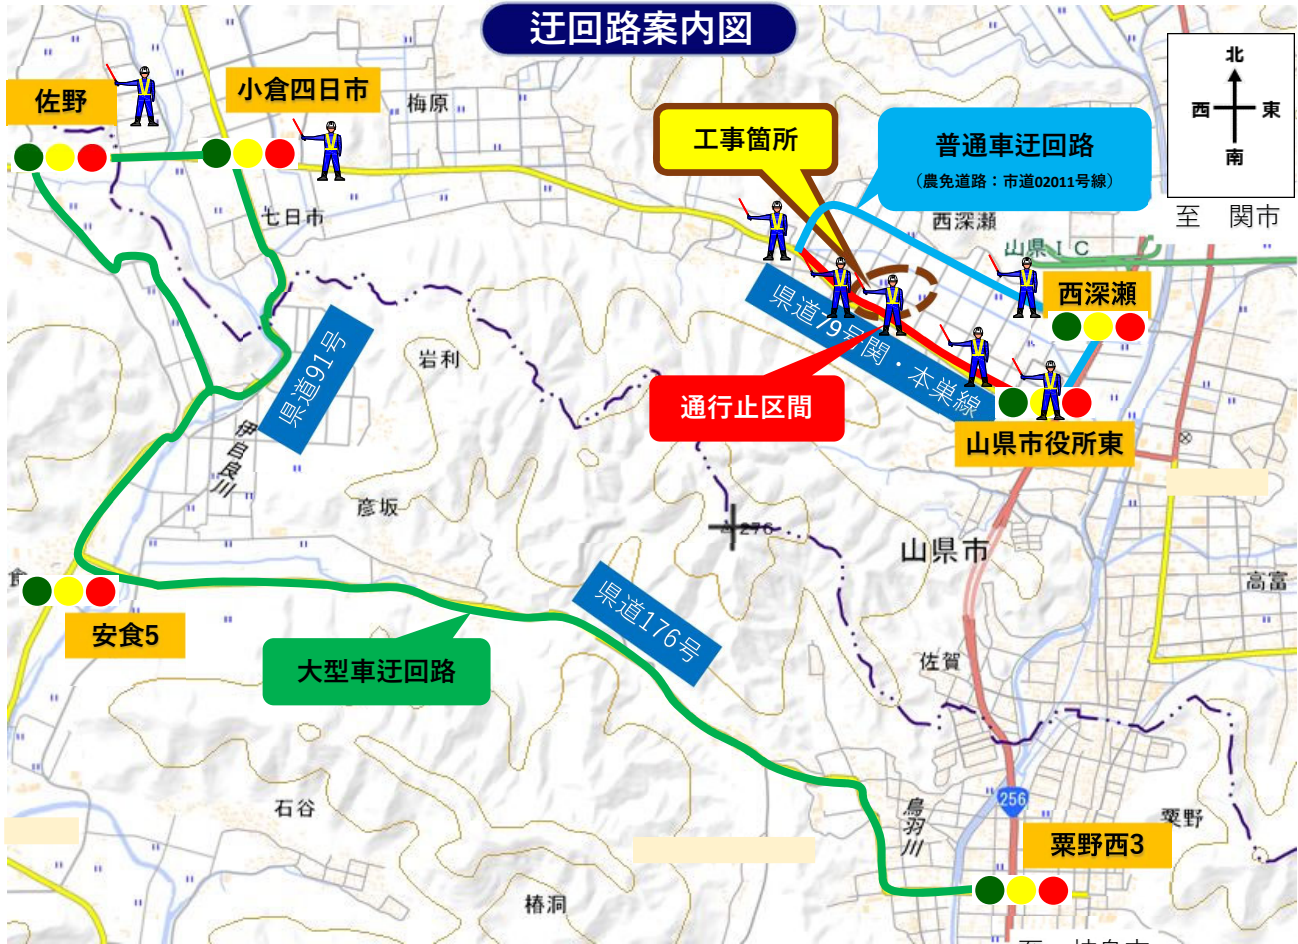 迂回路案内図
佐野
小倉四日市
梅原
工事箇所
普通車迂回路
(農免道路:市道02011号線)
北
西
東
南
至 関市
七日市
西深瀬
山県IC
西深瀬
県道79号関・本巣線
県道91号
岩利
通行止区間
山県市役所東
伊自良川
彦坂
276
山県市
食
高富
県道176号
安食5
大型車迂回路
佐賀
石谷
256
鳥羽川
粟野
粟野西3
椿洞